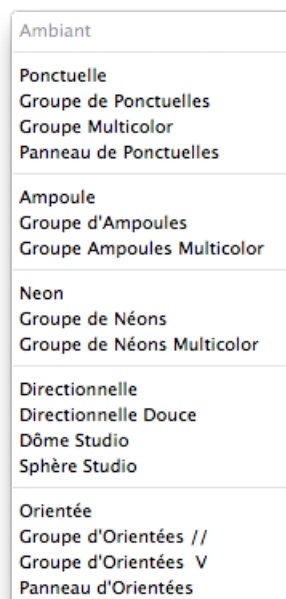 Ambiant
Ponctuelle
Groupe de Ponctuelles
Groupe Multicolor
Panneau de Ponctuelles
Ampoule
Groupe d'Ampoules
Groupe Ampoules Multicolor
Neon
Groupe de Néons
Groupe de Néons Multicolor
Directionnelle
Directionnelle Douce
Dôme Studio
Sphère Studio
Orientée
Groupe d'Orientées //
Groupe d'Orientées V
Panneau d'Orientées